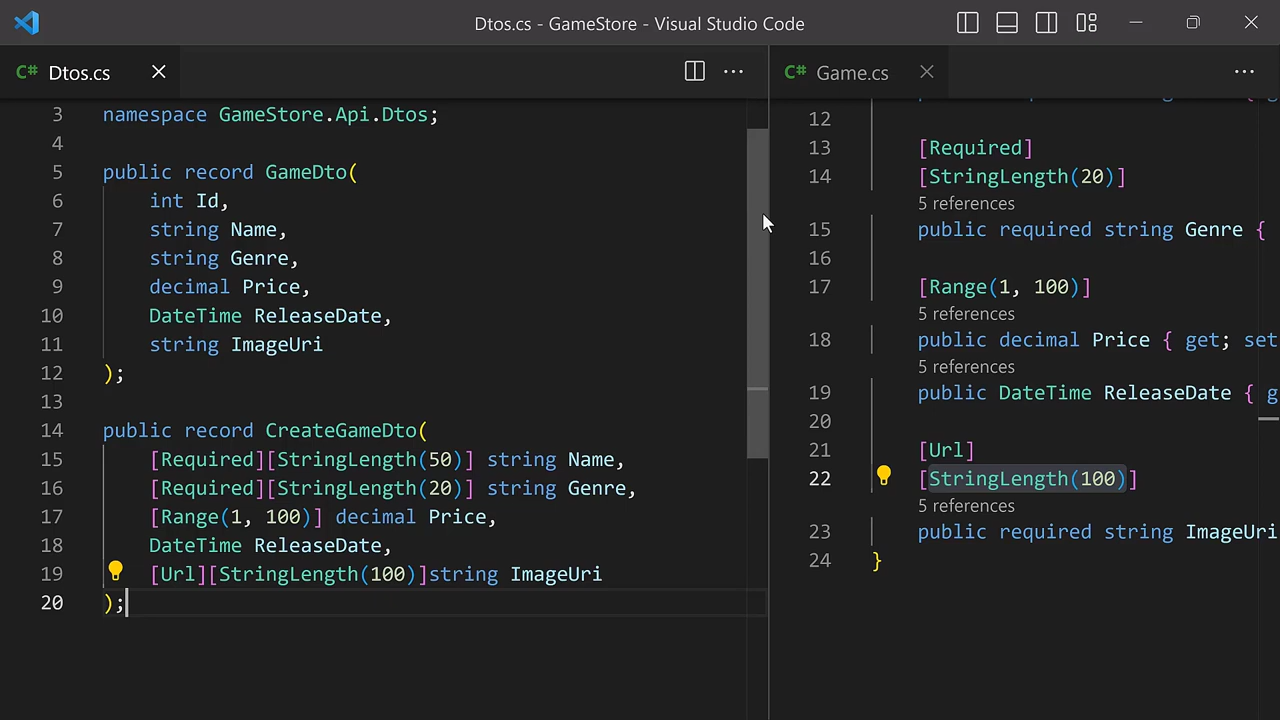 Dtos.cs - GameStore - Visual Studio Code
C# Dtos.cs
3 namespace GameStore.Api.Dtos;
4
5 public record GameDto(
6 int Id,
7 string Name,
8 string Genre,
9 decimal Price,
10 DateTime ReleaseDate,
11 string ImageUri
12 );
13
14 public record CreateGameDto(
15 [Required][StringLength(50)] string Name,
16 [Required][StringLength(20)] string Genre,
17 [Range(1, 100)] decimal Price,
18 DateTime ReleaseDate,
19 [Url][StringLength(100)]string ImageUri
20 );
C# Game.cs
12
13 [Required]
14 [StringLength(20)]
5 references
15 public required string Genre {
16
17 [Range(1, 100)]
5 references
18 public decimal Price { get; set
5 references
19 public DateTime ReleaseDate { g
20
21 [Url]
22 [StringLength(100)]
5 references
23 public required string ImageUri
24 }